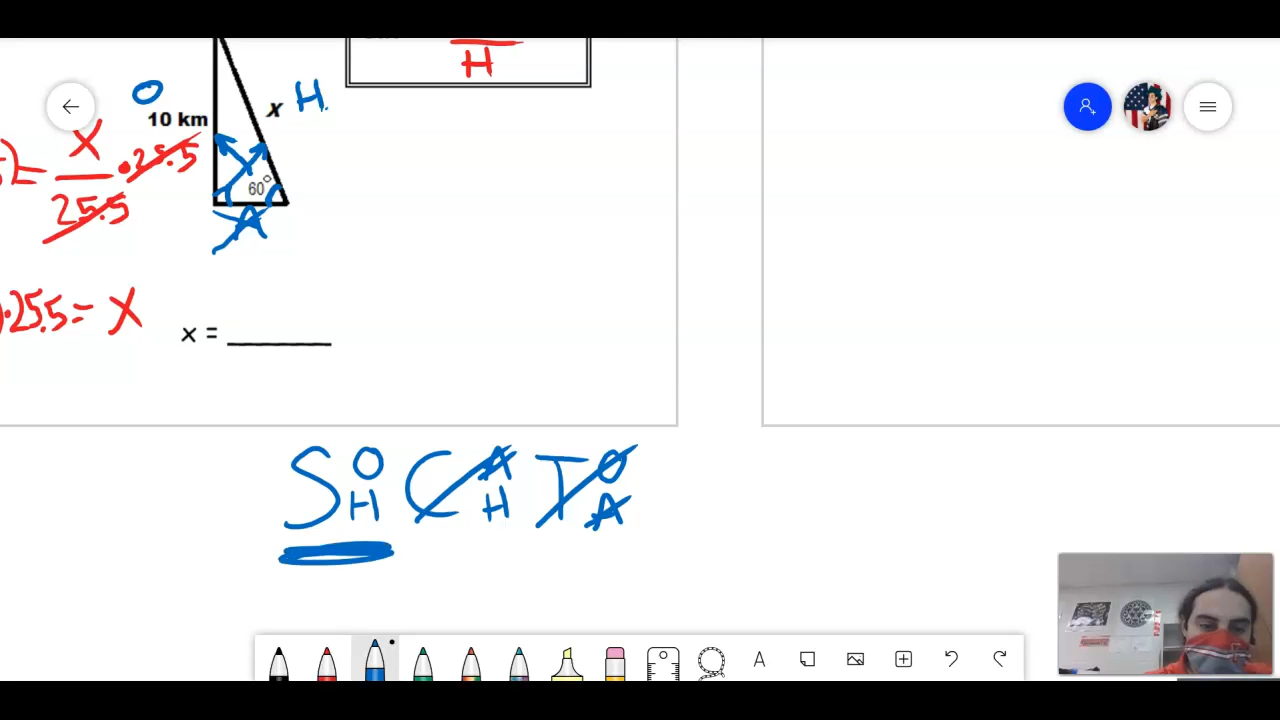 H
O
H
10 km
x
X
. 25.5
)=
25.5
60°
A
.25.5= X
x = ______
S O C A T O
H H A
A